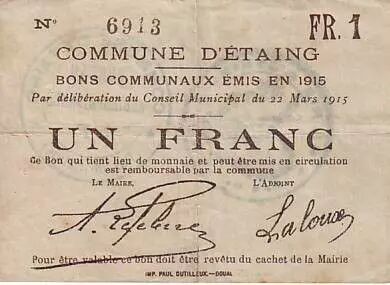 N° 6913 FR. 1
COMMUNE D'ÉTAING
BONS COMMUNAUX ÉMIS EN 1915
Par délibération du Conseil Municipal du 22 Mars 1915
UN FRANC
Ce Bon qui tient lieu de monnaie et peut être mis en circulation
est remboursable par la commune
LE MAIRE, L'ADJOINT
Laloux
Pour être valable ce bon doit être revêtu du cachet de la Mairie
IMP. PAUL DUTILLEUX.—DOUAI